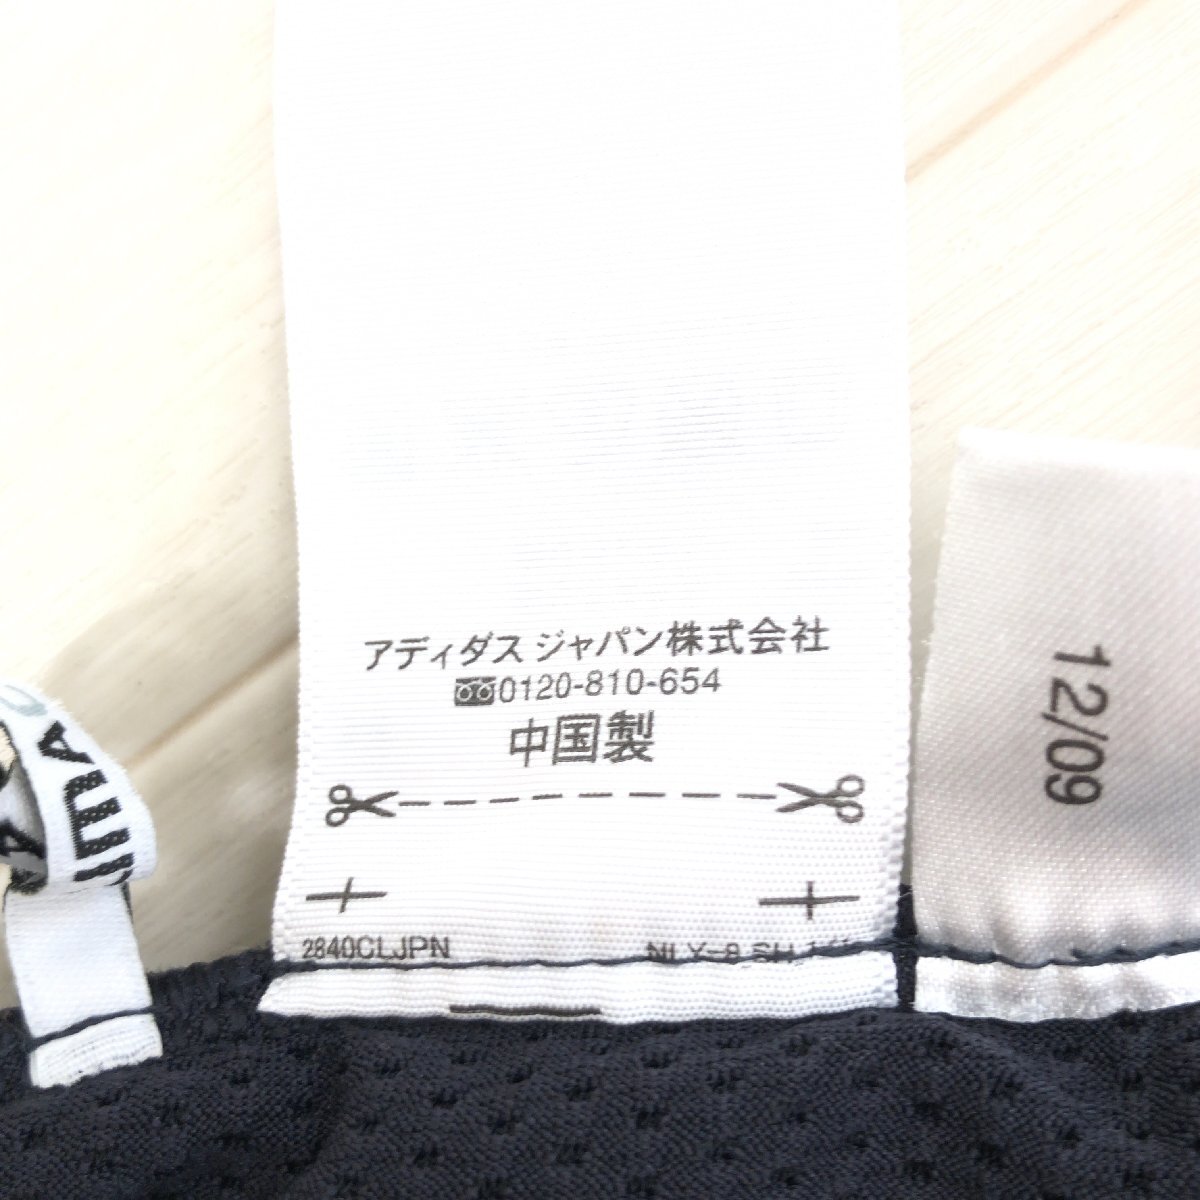 アディダス ジャパン株式会社
0120-810-654
中国製
2840CLJPN
12/09